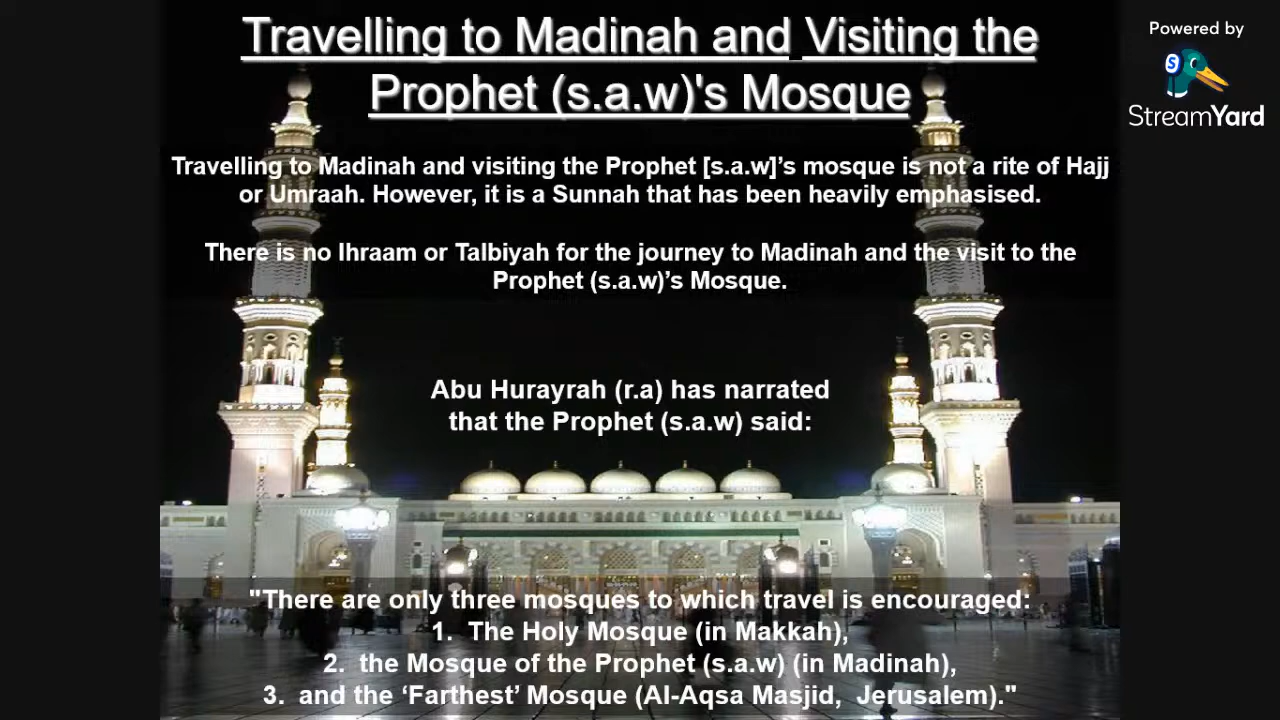 Travelling to Madinah and Visiting the
Prophet (s.a.w)'s Mosque
Powered by
StreamYard
Travelling to Madinah and visiting the Prophet [s.a.w]’s mosque is not a rite of Hajj
or Umraah. However, it is a Sunnah that has been heavily emphasised.
There is no Ihraam or Talbiyah for the journey to Madinah and the visit to the
Prophet (s.a.w)’s Mosque.
Abu Hurayrah (r.a) has narrated
that the Prophet (s.a.w) said:
"There are only three mosques to which travel is encouraged:
1. The Holy Mosque (in Makkah),
2. the Mosque of the Prophet (s.a.w) (in Madinah),
3. and the ‘Farthest’ Mosque (Al-Aqsa Masjid, Jerusalem)."